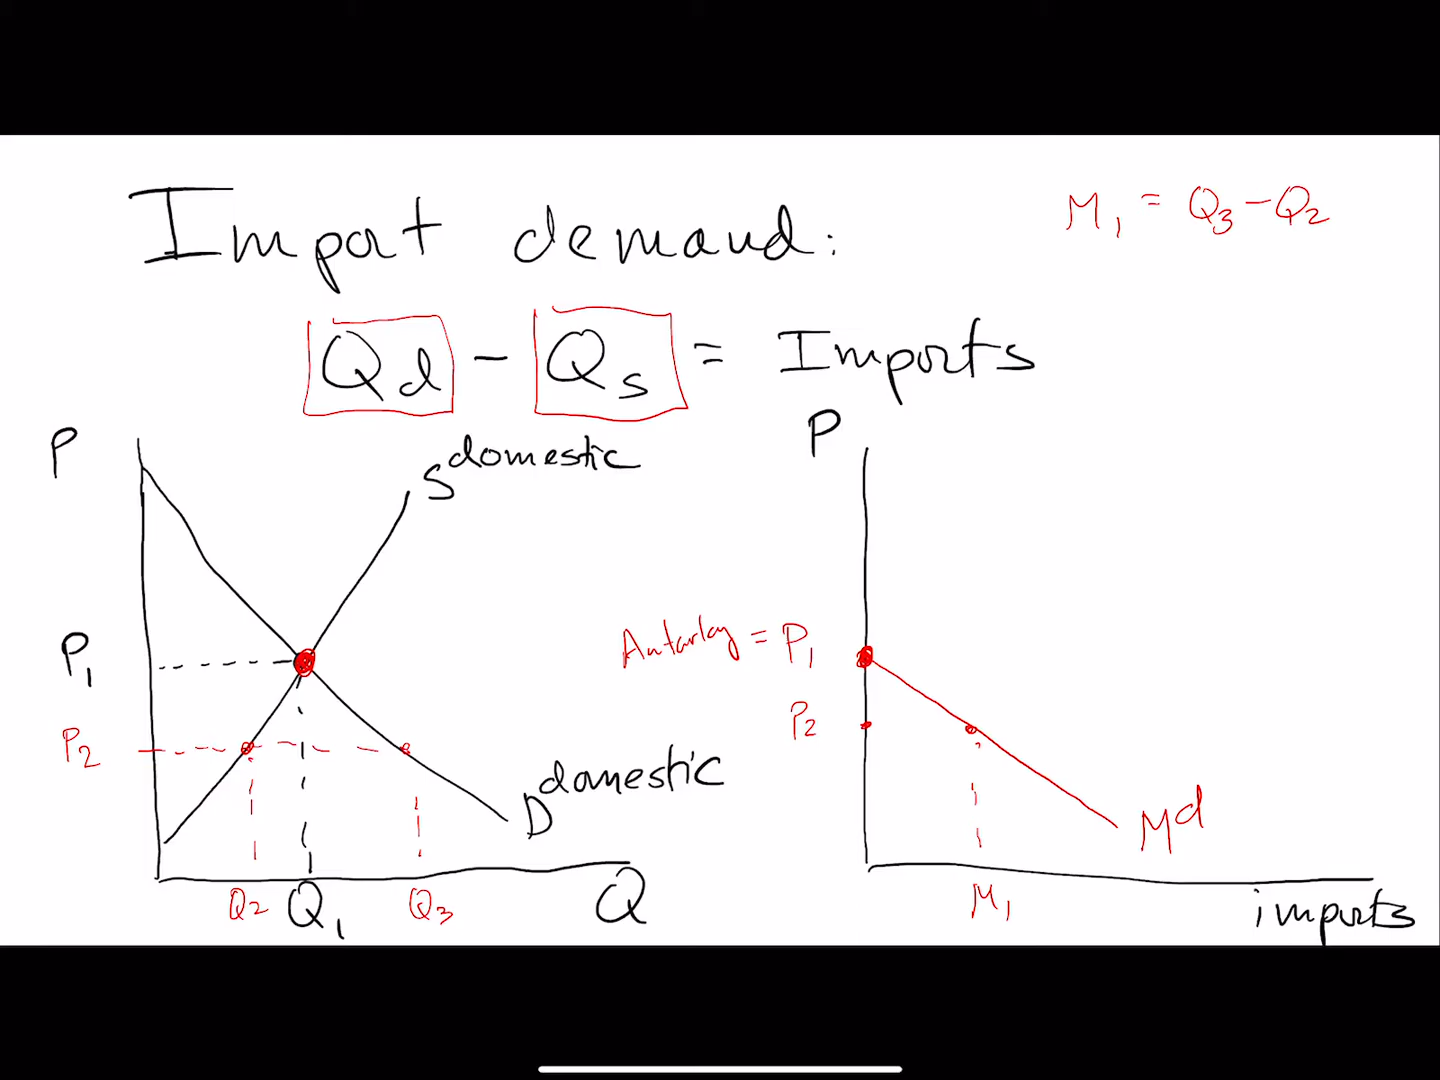 Import demand:
M₁ = Q₃ - Q₂
Qd - Qs = Imports
P
S domestic
P₁
P₂
D domestic
Q₂
Q₁
Q₃
Q
P
Autarky = P₁
P₂
Mᵈ
M₁
imports